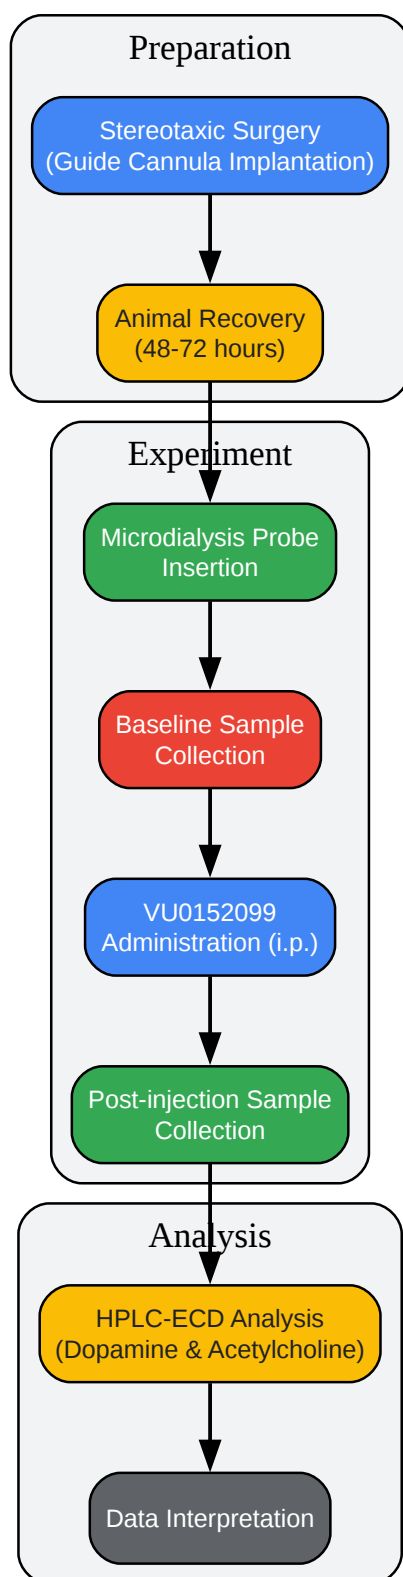 Preparation
Stereotaxic Surgery
(Guide Cannula Implantation)
Animal Recovery
(48-72 hours)
Experiment
Microdialysis Probe
Insertion
Baseline Sample
Collection
VU0152099
Administration (i.p.)
Post-injection Sample
Collection
Analysis
HPLC-ECD Analysis
(Dopamine & Acetylcholine)
Data Interpretation